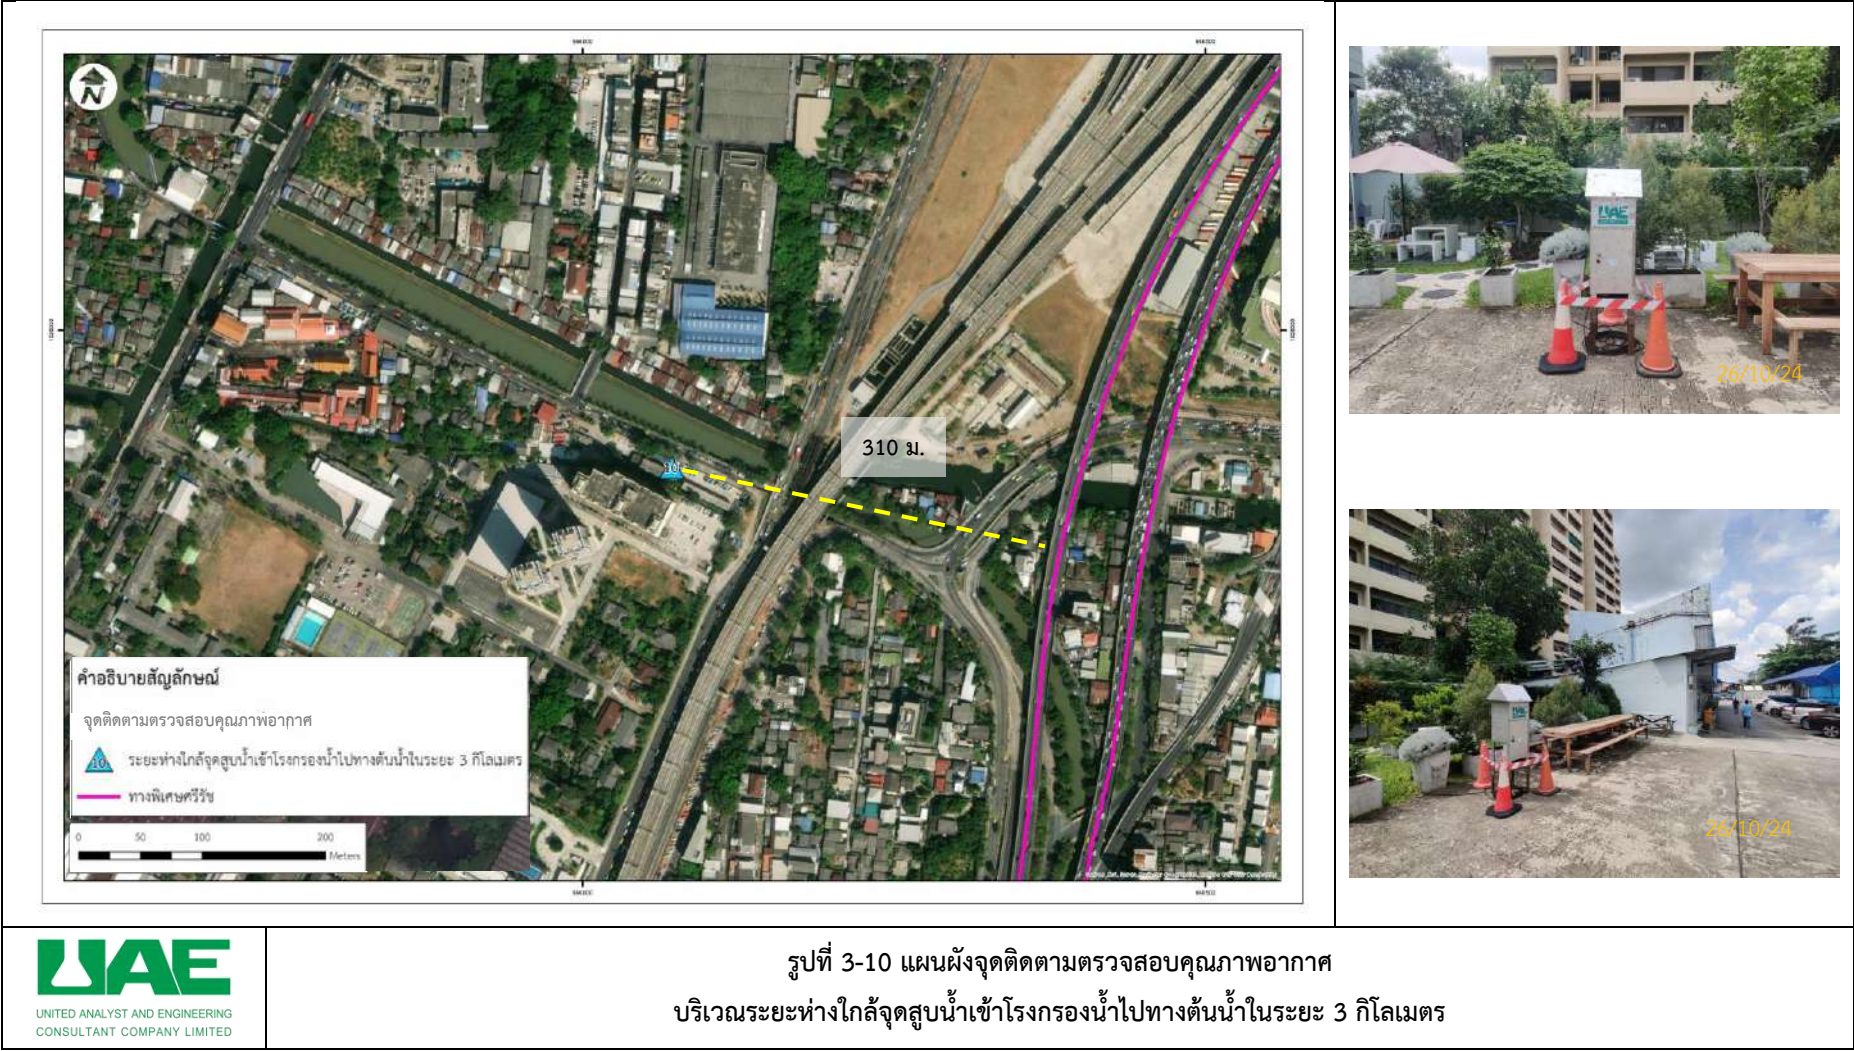 N
310 ม.
10
คำอธิบายสัญลักษณ์
จุดติดตามตรวจสอบคุณภาพอากาศ
10 ระยะห่างใกล้จุดสูบน้ำเข้าโรงกรองน้ำไปทางต้นน้ำในระยะ 3 กิโลเมตร
ทางพิเศษศรีรัช
0 50 100 200
Meters
UAE
26/10/24
UAE
26/10/24
UAE
UNITED ANALYST AND ENGINEERING
CONSULTANT COMPANY LIMITED
รูปที่ 3-10 แผนผังจุดติดตามตรวจสอบคุณภาพอากาศ
บริเวณระยะห่างใกล้จุดสูบน้ำเข้าโรงกรองน้ำไปทางต้นน้ำในระยะ 3 กิโลเมตร